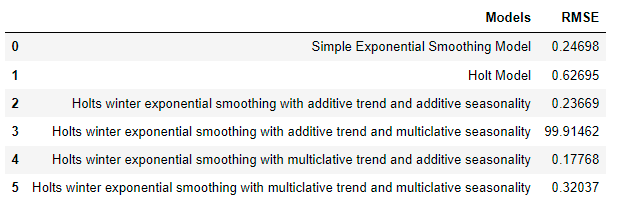 Models RMSE
0 Simple Exponential Smoothing Model 0.24698
1 Holt Model 0.62695
2 Holts winter exponential smoothing with additive trend and additive seasonality 0.23669
3 Holts winter exponential smoothing with additive trend and multiclative seasonality 99.91462
4 Holts winter exponential smoothing with multiclative trend and additive seasonality 0.17768
5 Holts winter exponential smoothing with multiclative trend and multiclative seasonality 0.32037